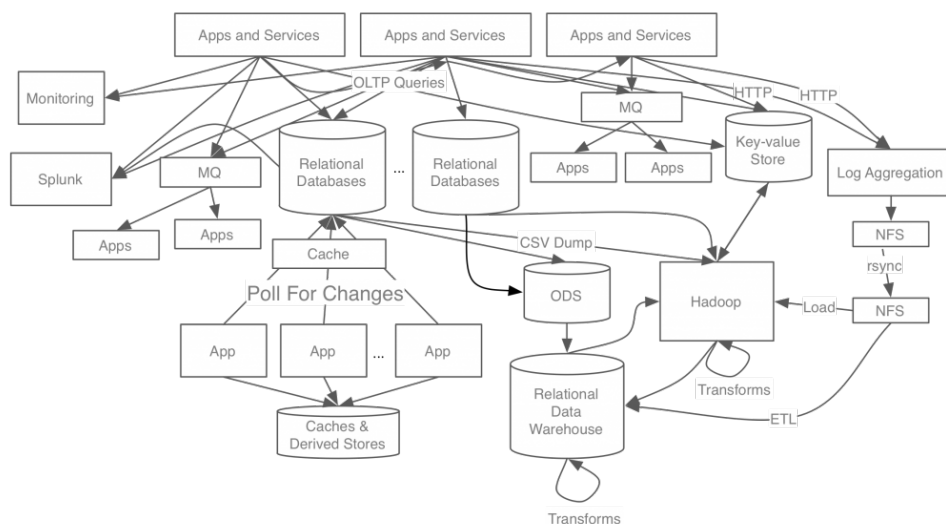 Apps and Services
Apps and Services
Apps and Services
Monitoring
OLTP Queries
MQ
HTTP
HTTP
Splunk
MQ
Relational
Databases
...
Relational
Databases
Apps
Apps
Key-value
Store
Log Aggregation
Apps
Apps
Cache
CSV Dump
NFS
rsync
Poll For Changes
ODS
Hadoop
Load
NFS
App
App
...
App
Transforms
Relational
Data
Warehouse
ETL
Caches &
Derived Stores
Transforms